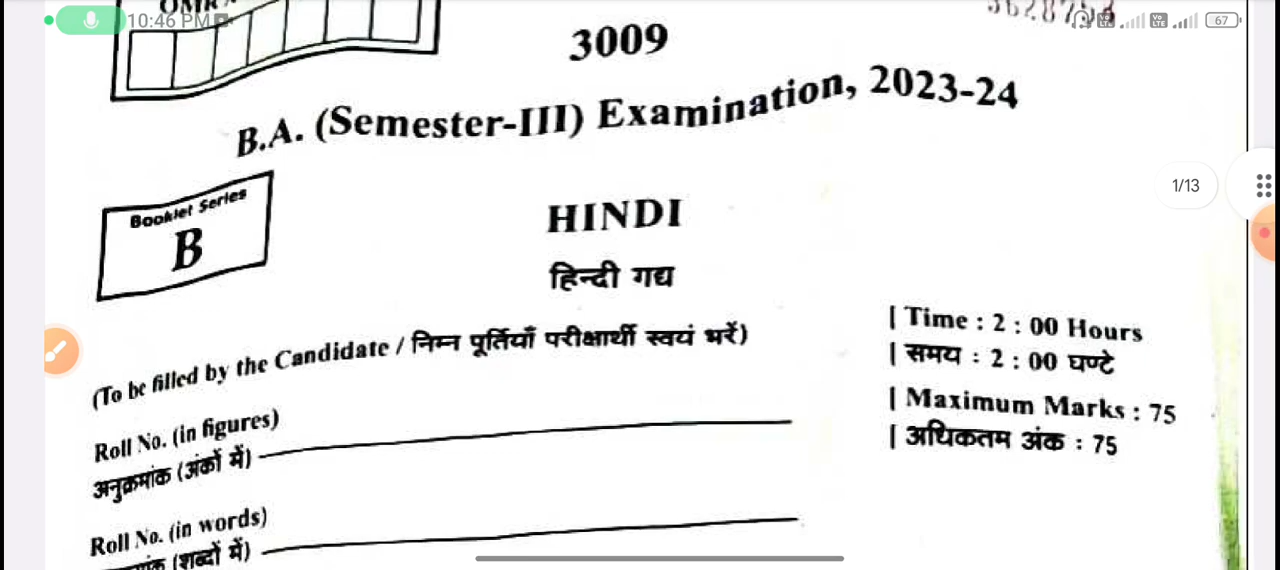 10:46 PM
67
3009
B.A. (Semester-III) Examination, 2023-24
Booklet Series
B
HINDI
हिन्दी गद्य
1/13
(To be filled by the Candidate / निम्न पूर्तियाँ परीक्षार्थी स्वयं भरें)
Roll No. (in figures)
अनुक्रमांक (अंकों में)
Roll No. (in words)
(शब्दों में)
| Time : 2 : 00 Hours
| समय : 2 : 00 घण्टे
| Maximum Marks : 75
| अधिकतम अंक : 75